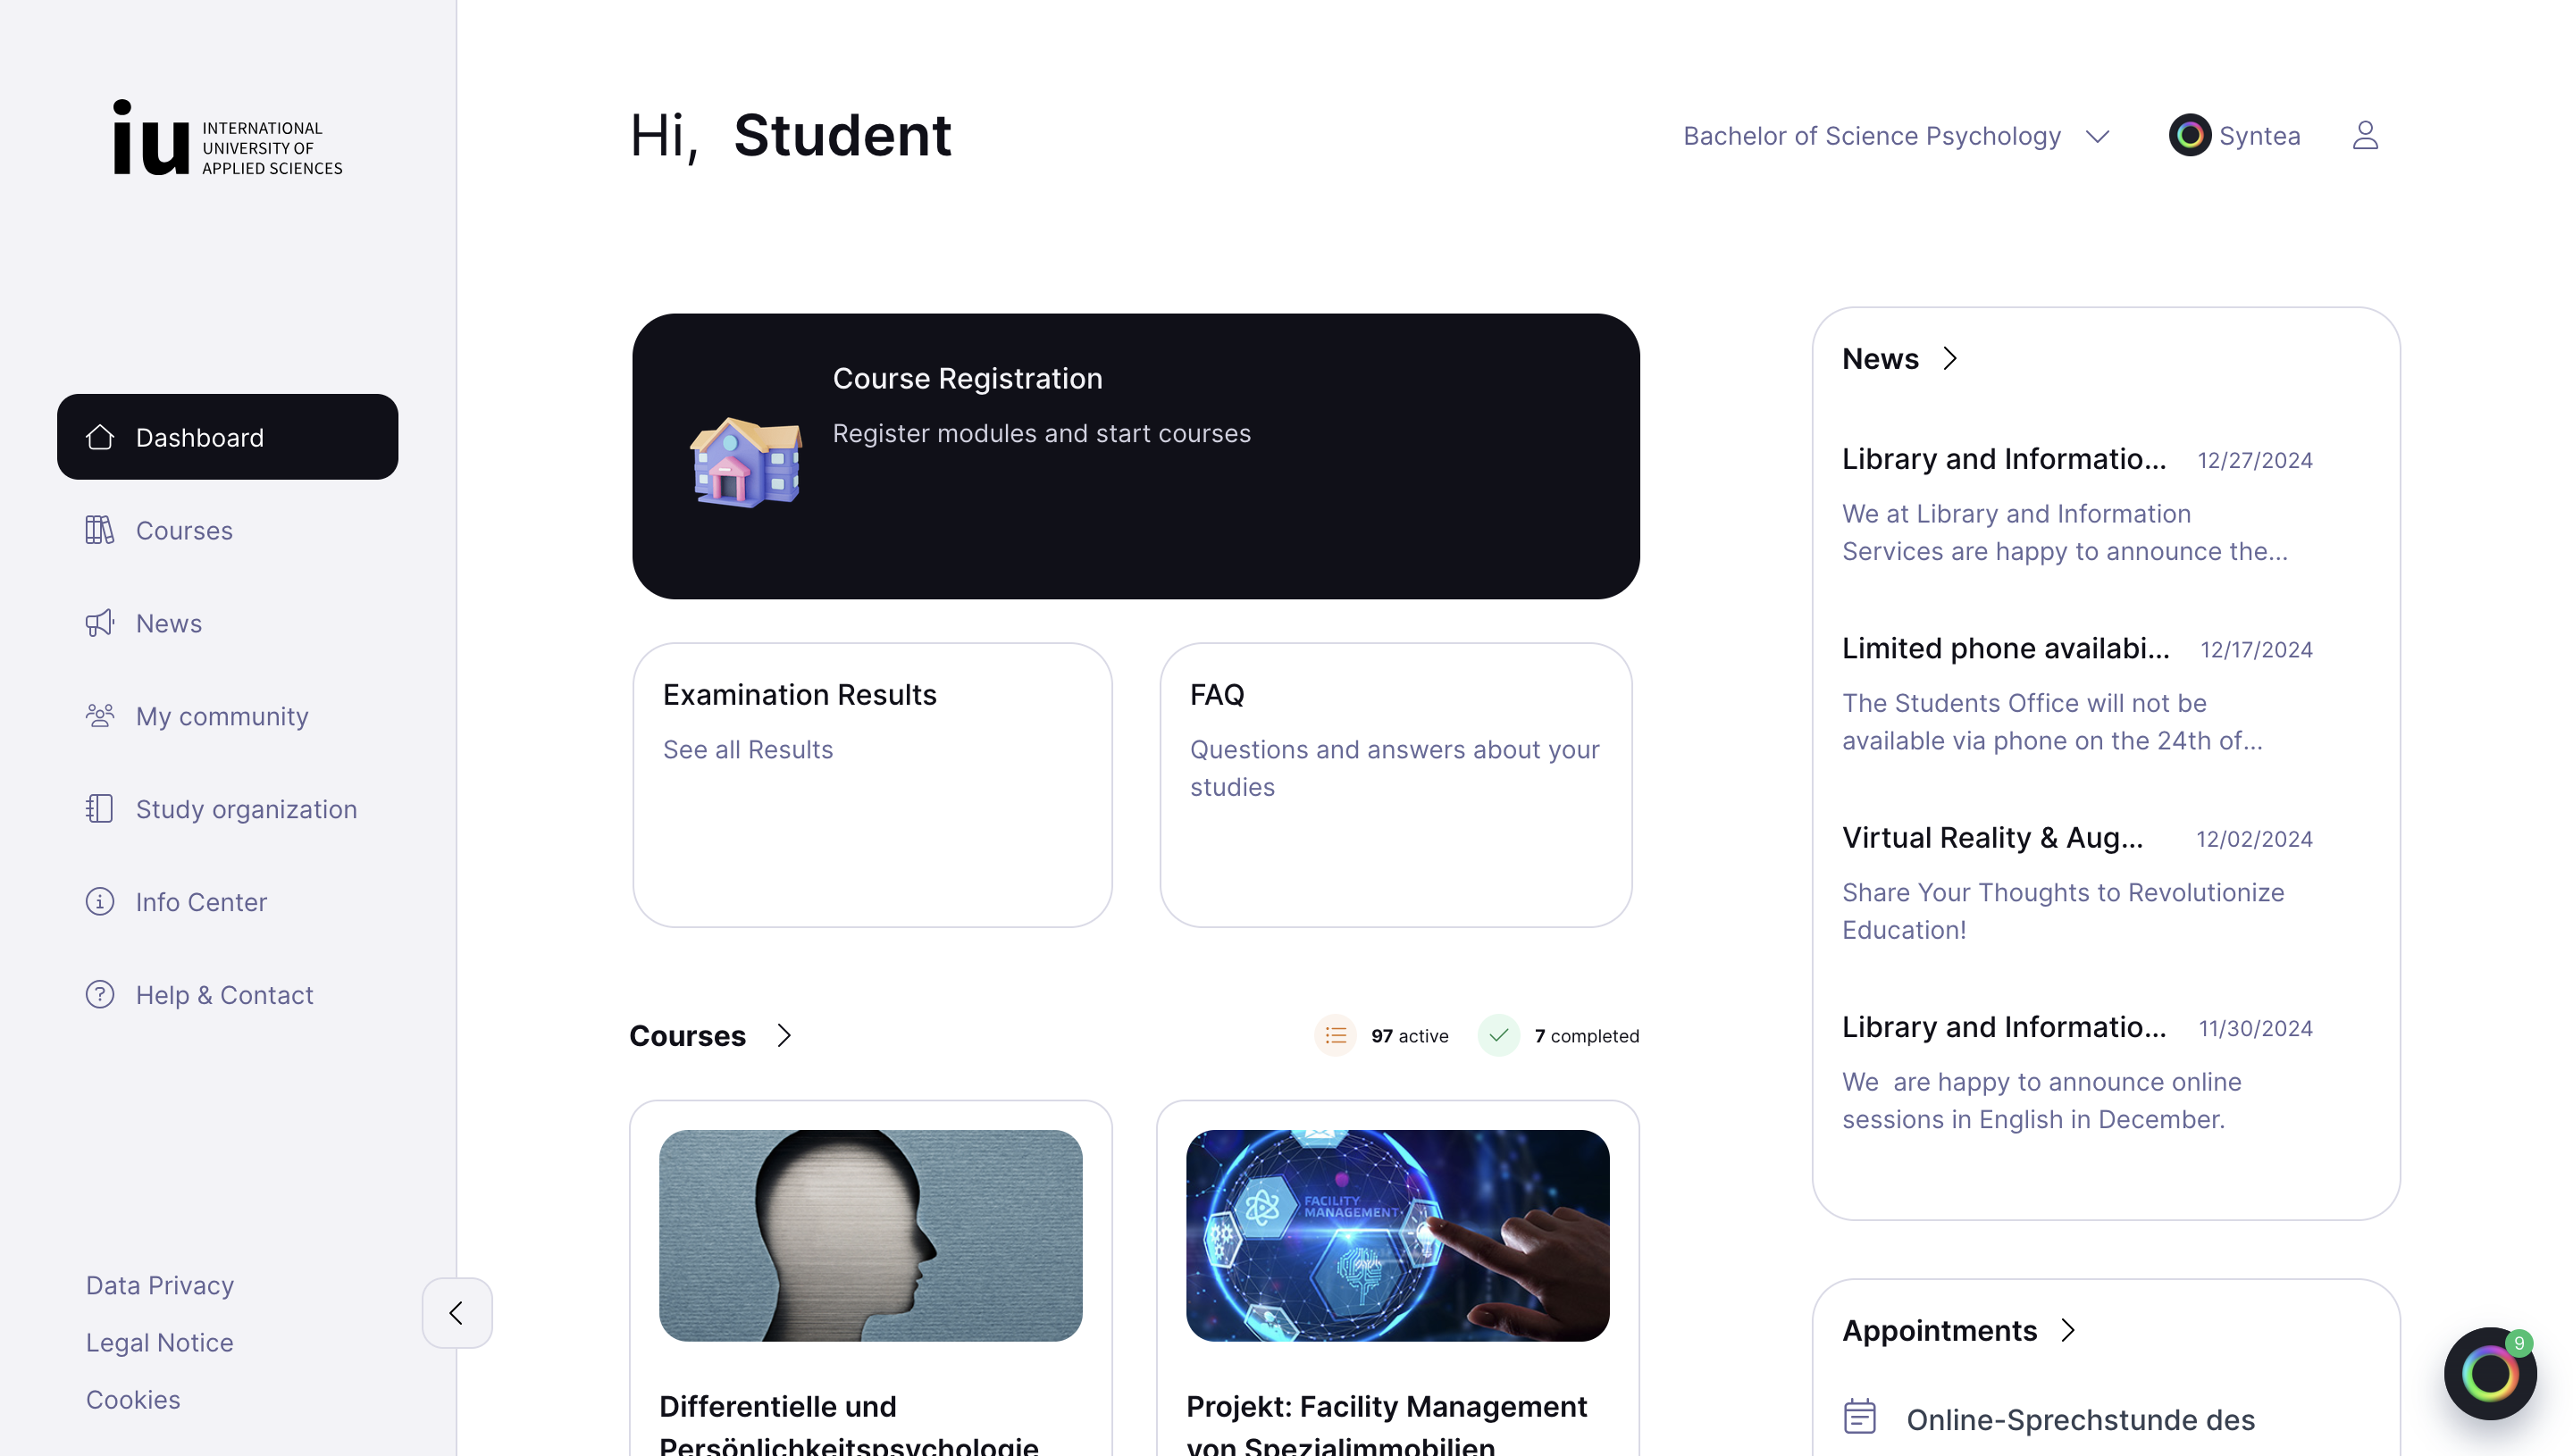 iu INTERNATIONAL
UNIVERSITY OF
APPLIED SCIENCES
Dashboard
Courses
News
My community
Study organization
Info Center
Help & Contact
Data Privacy
Legal Notice
Cookies
Hi, Student
Bachelor of Science Psychology
Syntea
Course Registration
Register modules and start courses
Examination Results
See all Results
FAQ
Questions and answers about your
studies
Courses
97 active
7 completed
FACILITY
MANAGEMENT
Differentielle und
Persönlichkeitspsychologie
Projekt: Facility Management
von Spezialimmobilien
News
Library and Informatio... 12/27/2024
We at Library and Information
Services are happy to announce the...
Limited phone availabi... 12/17/2024
The Students Office will not be
available via phone on the 24th of...
Virtual Reality & Aug... 12/02/2024
Share Your Thoughts to Revolutionize
Education!
Library and Informatio... 11/30/2024
We are happy to announce online
sessions in English in December.
Appointments
Online-Sprechstunde des
9